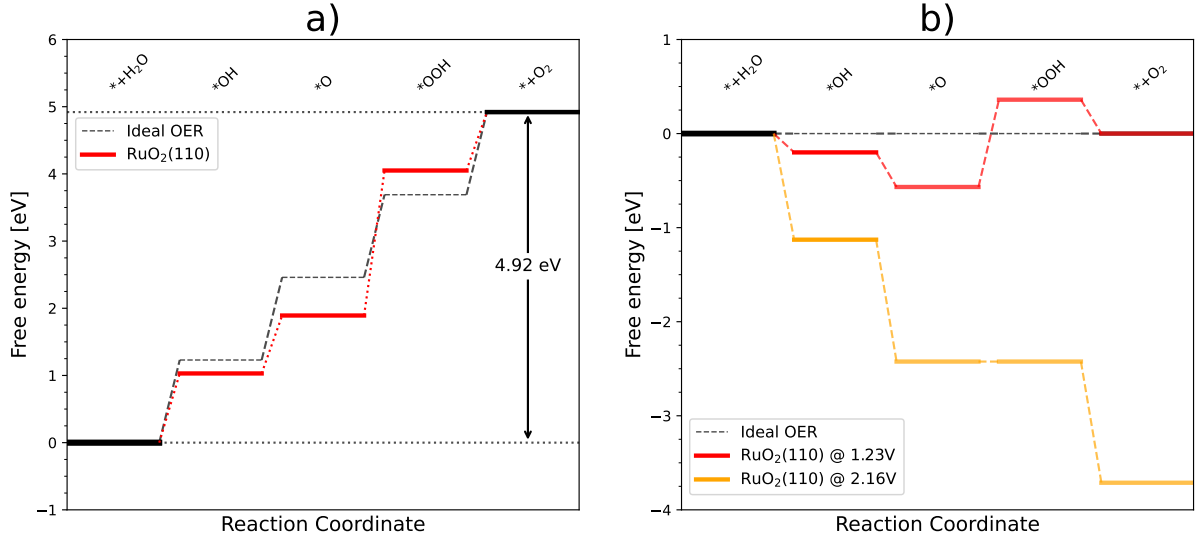 a)
6
5
4
3
2
1
0
−1
Free energy [eV]
*+H₂O
*OH
*O
*OOH
*+O₂
Ideal OER
RuO₂(110)
4.92 eV
Reaction Coordinate
b)
1
0
−1
−2
−3
−4
Free energy [eV]
*+H₂O
*OH
*O
*OOH
*+O₂
Ideal OER
RuO₂(110) @ 1.23V
RuO₂(110) @ 2.16V
Reaction Coordinate